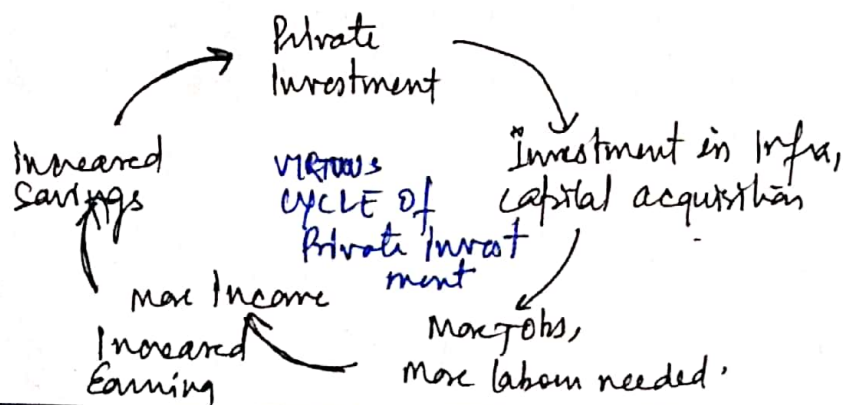 Private
Investment
Investment in Infra,
capital acquisition
More Jobs,
More labour needed.
More Income
Increased
Earning
Increased
Savings
VIRTUOUS
CYCLE Of
Private Invest
ment